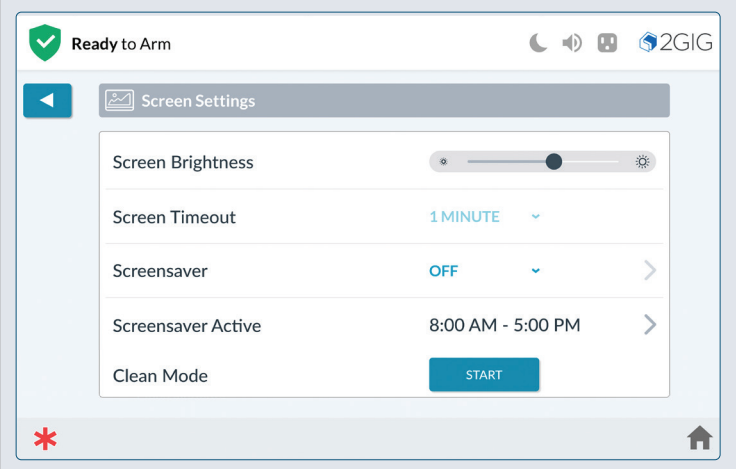 Ready to Arm
2GIG
Screen Settings
Screen Brightness
Screen Timeout 1 MINUTE
Screensaver OFF
Screensaver Active 8:00 AM - 5:00 PM
Clean Mode START